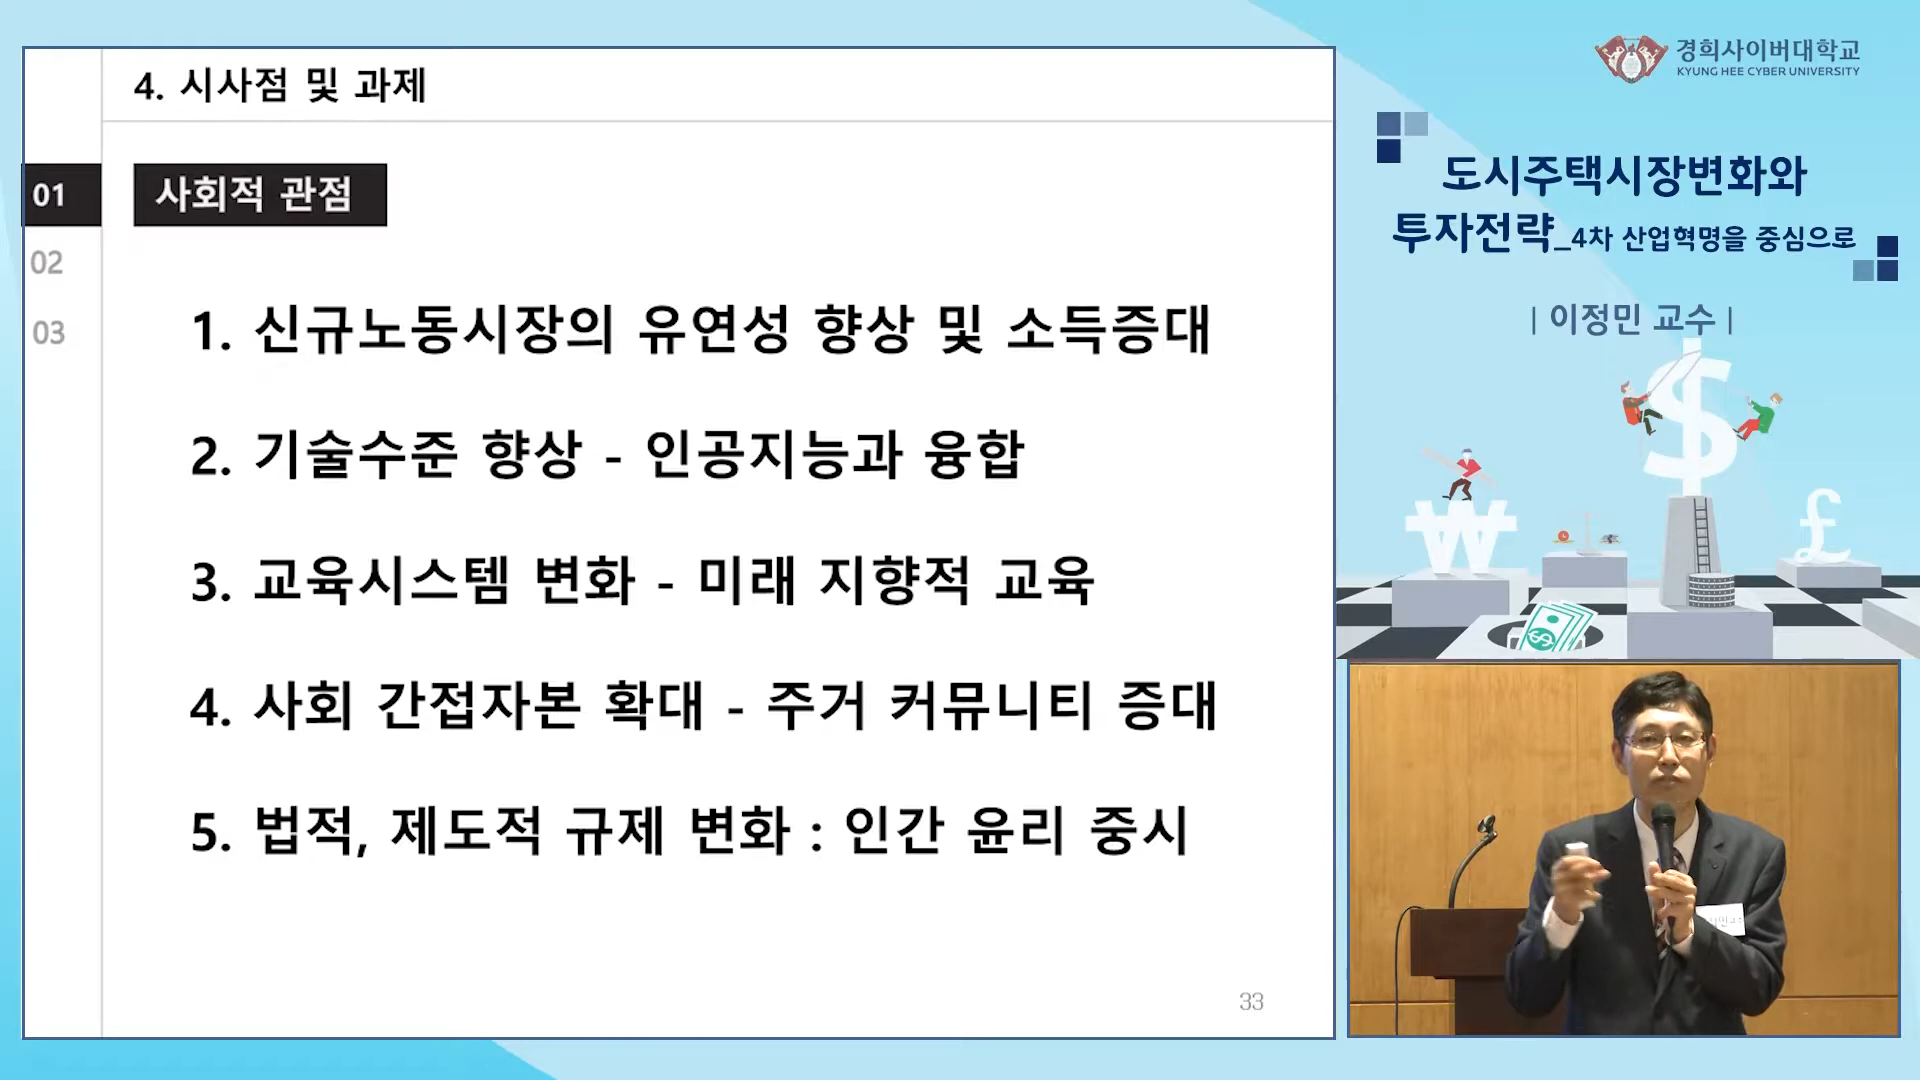 4. 시사점 및 과제
01
사회적 관점
02
03
1. 신규노동시장의 유연성 향상 및 소득증대
2. 기술수준 향상 - 인공지능과 융합
3. 교육시스템 변화 - 미래 지향적 교육
4. 사회 간접자본 확대 - 주거 커뮤니티 증대
5. 법적, 제도적 규제 변화 : 인간 윤리 중시
33
경희사이버대학교
KYUNG HEE CYBER UNIVERSITY
도시주택시장변화와
투자전략_4차 산업혁명을 중심으로
| 이정민 교수 |